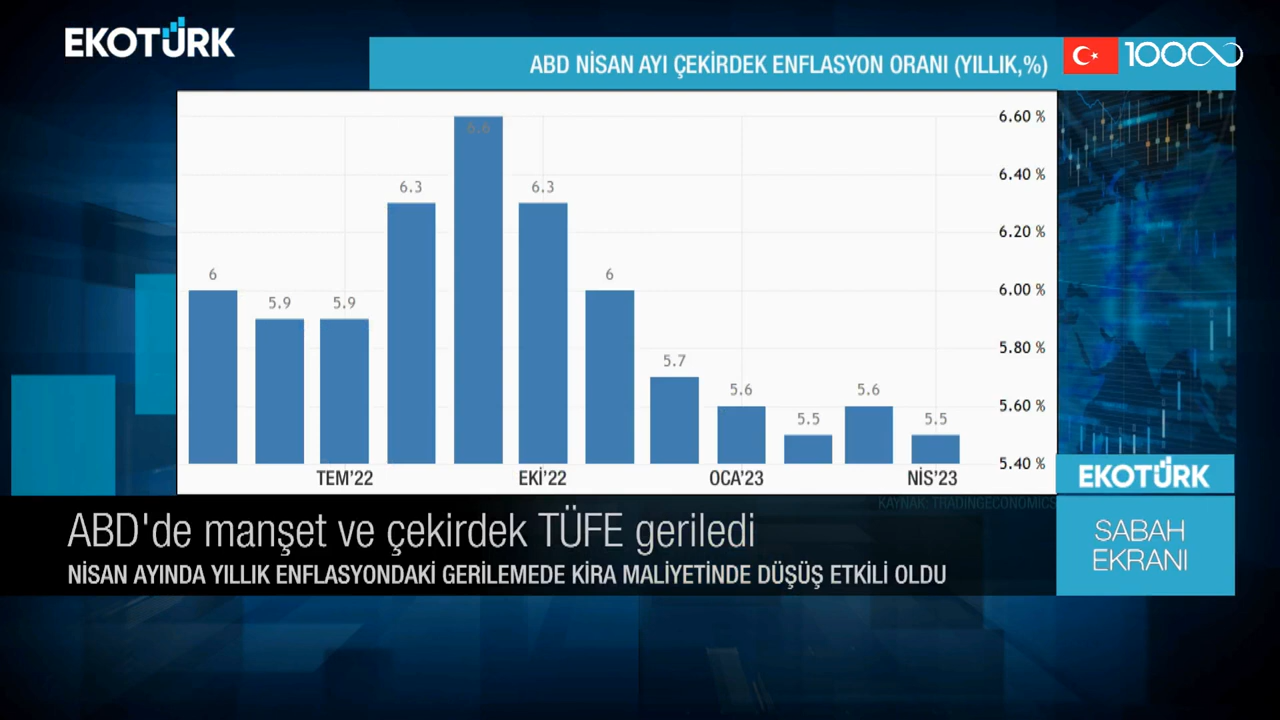 EKOTÜRK
ABD NİSAN AYI ÇEKİRDEK ENFLASYON ORANI (YILLIK,%)
1000
6.60 %
6.40 %
6.20 %
6.00 %
5.80 %
5.60 %
5.40 %
6
5.9
5.9
6.3
6.6
6.3
6
5.7
5.6
5.5
5.6
5.5
TEM'22
EKİ'22
OCA'23
NİS'23
KAYNAK: TRADINGECONOMICS
EKOTÜRK
SABAH
EKRANI
ABD'de manşet ve çekirdek TÜFE geriledi
NİSAN AYINDA YILLIK ENFLASYONDAKİ GERİLEMEDE KİRA MALİYETİNDE DÜŞÜŞ ETKİLİ OLDU